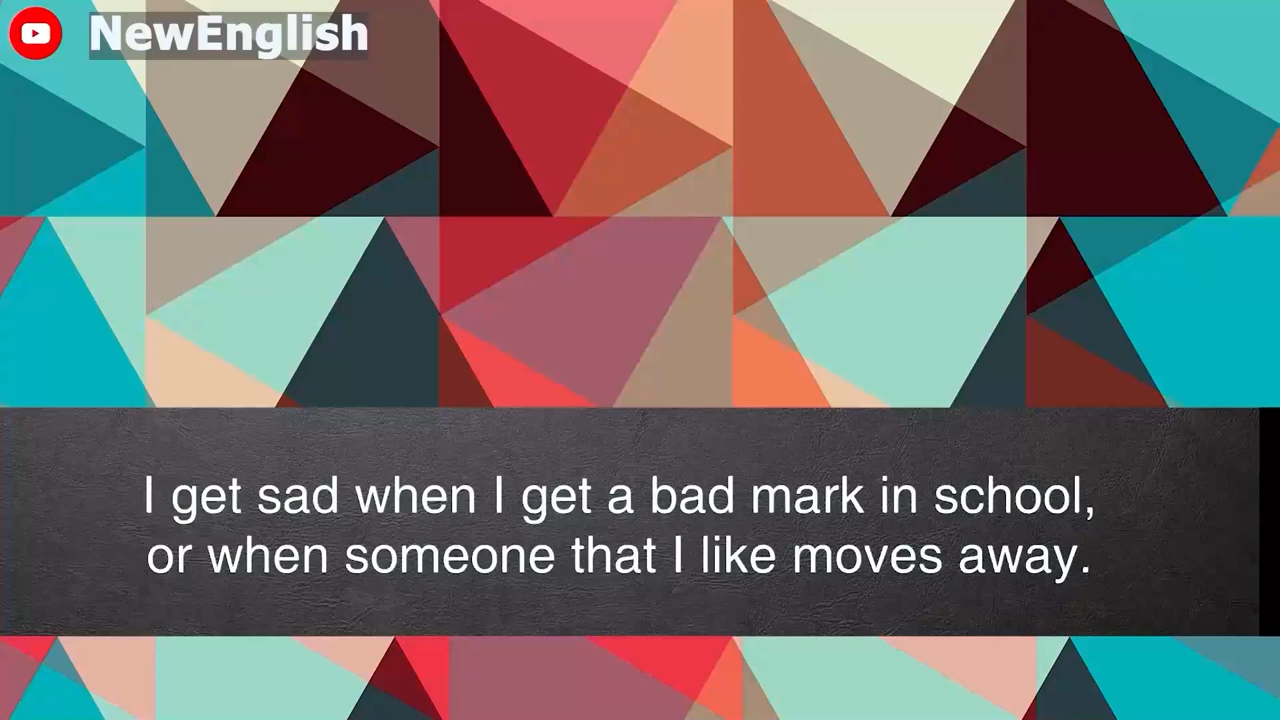 NewEnglish
I get sad when I get a bad mark in school,
or when someone that I like moves away.